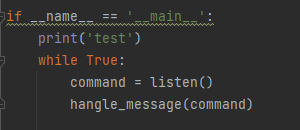 if __name__ == '__main__':
    print('test')
    while True:
        command = listen()
        hangle_message(command)